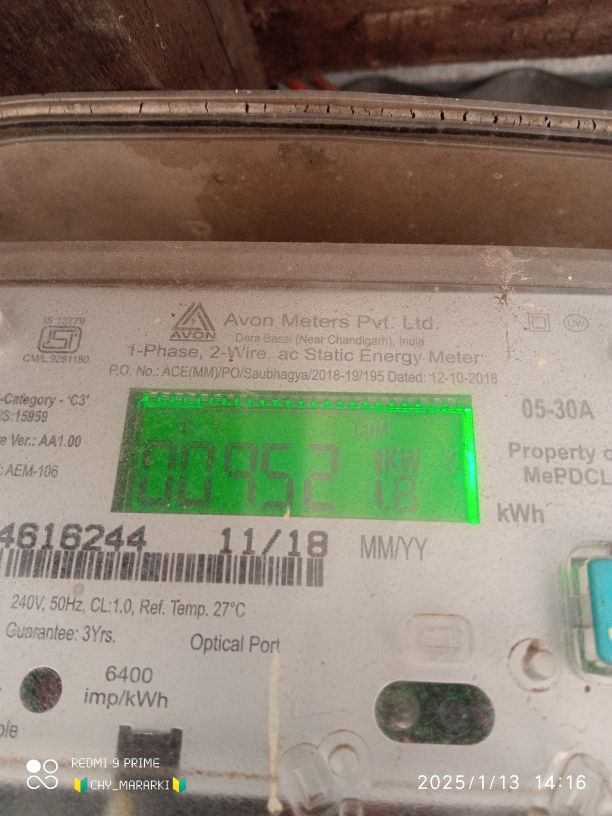 IS 13779
CM/L:9281180
AVON
Avon Meters Pvt. Ltd.
Dera Bassi (Near Chandigarh), India
1-Phase, 2-Wire, ac Static Energy Meter
P.O. No.: ACE(MM)/PO/Saubhagya/2018-19/195 Dated: 12-10-2018
-Category - 'C3'
IS:15959
re Ver.: AA1.00
: AEM-106
CUM
KW
05-30A
Property o
MePDCL
kWh
4616244 11/18 MM/YY
240V, 50Hz, CL:1.0, Ref. Temp. 27°C
Guarantee: 3Yrs.
Optical Port
6400
imp/kWh
REDMI 9 PRIME
CHY_MARARKI
2025/1/13 14:16